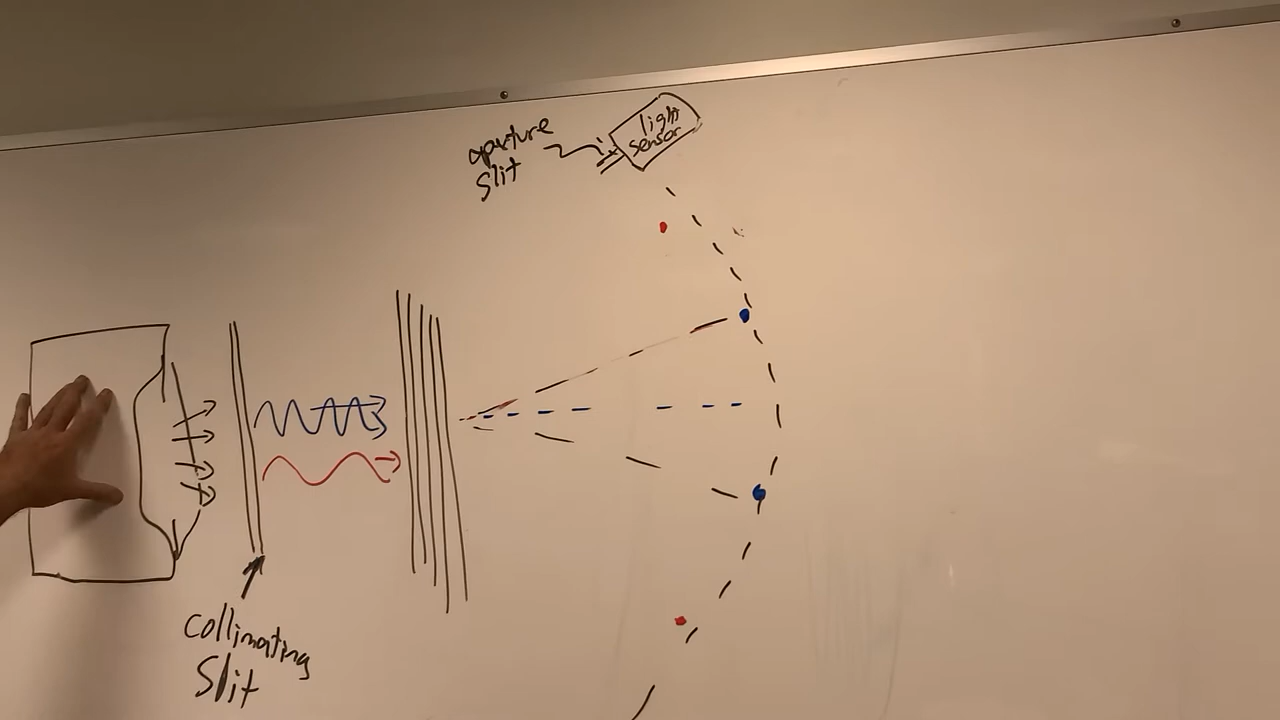 aperture
slit
light
sensor
Collimating
Slit